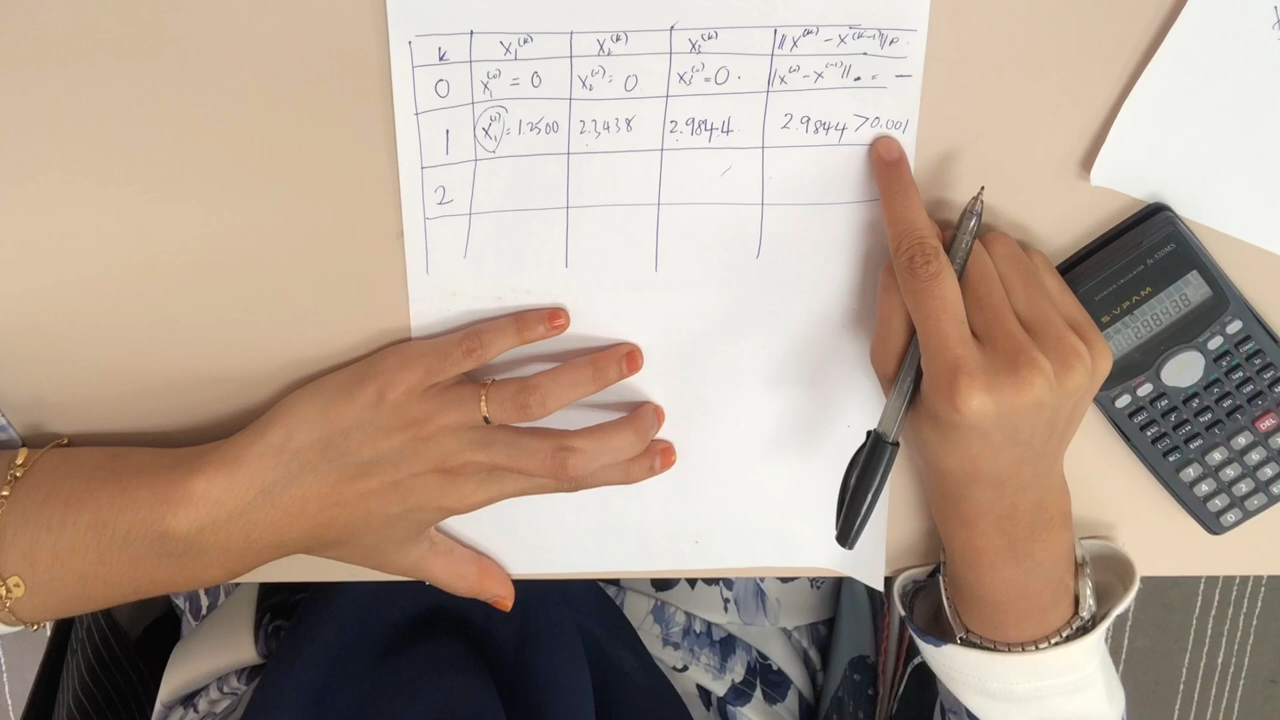 k x₁⁽ᵏ⁾ x₂⁽ᵏ⁾ x₃⁽ᵏ⁾ ‖x⁽ᵏ⁾ - x⁽ᵏ⁻¹⁾‖
0 x₁⁽⁰⁾ = 0 x₂⁽⁰⁾ = 0 x₃⁽⁰⁾ = 0 ‖x⁽⁰⁾ - x⁽⁻¹⁾‖ = -
1 x₁⁽¹⁾ = 1.2500 2.3438 2.9844 2.9844 > 0.001
2
S-V.P.A.M.
DEL